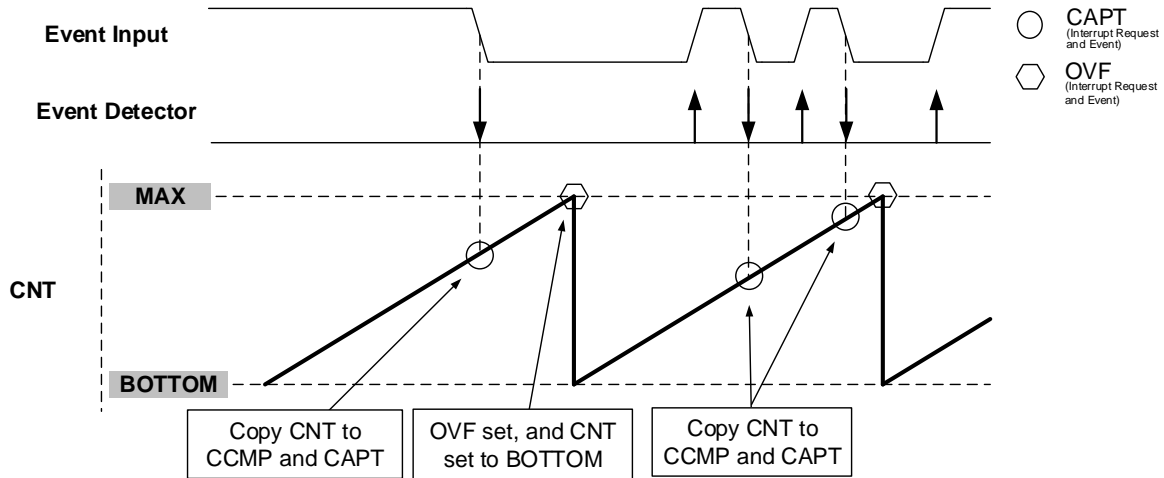 Event Input
CAPT
(Interrupt Request
and Event)
OVF
(Interrupt Request
and Event)
Event Detector
MAX
CNT
BOTTOM
Copy CNT to
CCMP and CAPT
OVF set, and CNT
set to BOTTOM
Copy CNT to
CCMP and CAPT